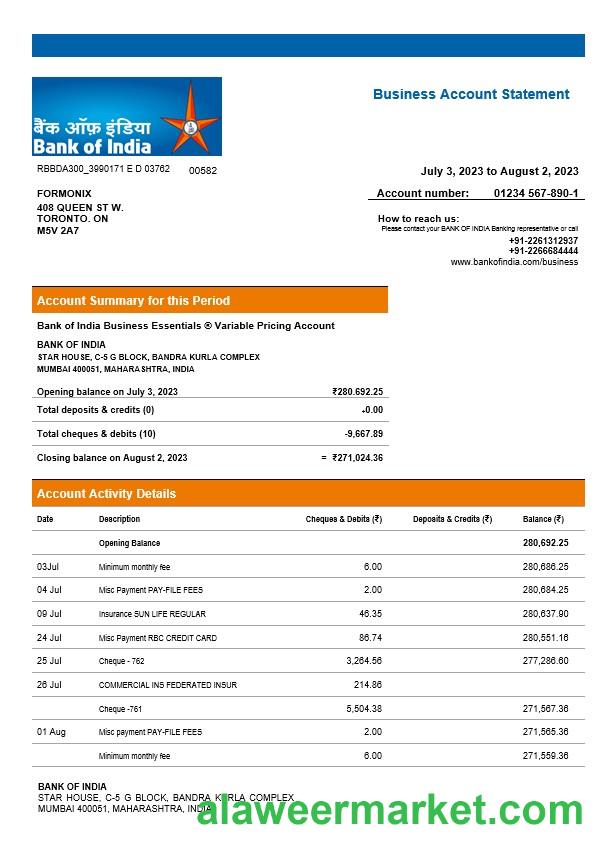 बैंक ऑफ़ इंडिया
Bank of India
Business Account Statement
RBBDA300_3990171 E D 03762 00582
July 3, 2023 to August 2, 2023
Account number: 01234 567-890-1
FORMONIX
408 QUEEN ST W.
TORONTO. ON
M5V 2A7
How to reach us:
Please contact your BANK OF INDIA Banking representative or call
+91-2261312937
+91-2266684444
www.bankofindia.com/business
Account Summary for this Period
Bank of India Business Essentials ® Variable Pricing Account
BANK OF INDIA
STAR HOUSE, C-5 G BLOCK, BANDRA KURLA COMPLEX
MUMBAI 400051, MAHARASHTRA, INDIA
Opening balance on July 3, 2023 ₹280.692.25
Total deposits & credits (0) +0.00
Total cheques & debits (10) -9,667.89
Closing balance on August 2, 2023 = ₹271,024.36
Account Activity Details
Date Description Cheques & Debits (₹) Deposits & Credits (₹) Balance (₹)
Opening Balance 280,692.25
03Jul Minimum monthly fee 6.00 280,686.25
04 Jul Misc Payment PAY-FILE FEES 2.00 280,684.25
09 Jul Insurance SUN LIFE REGULAR 46.35 280,637.90
24 Jul Misc Payment RBC CREDIT CARD 86.74 280,551.16
25 Jul Cheque - 762 3,264.56 277,286.60
26 Jul COMMERCIAL INS FEDERATED INSUR 214.86
Cheque -761 5,504.38 271,567.36
01 Aug Misc payment PAY-FILE FEES 2.00 271,565.36
Minimum monthly fee 6.00 271,559.36
BANK OF INDIA
STAR HOUSE, C-5 G BLOCK, BANDRA KURLA COMPLEX
MUMBAI 400051, MAHARASHTRA, INDIA
alaweermarket.com